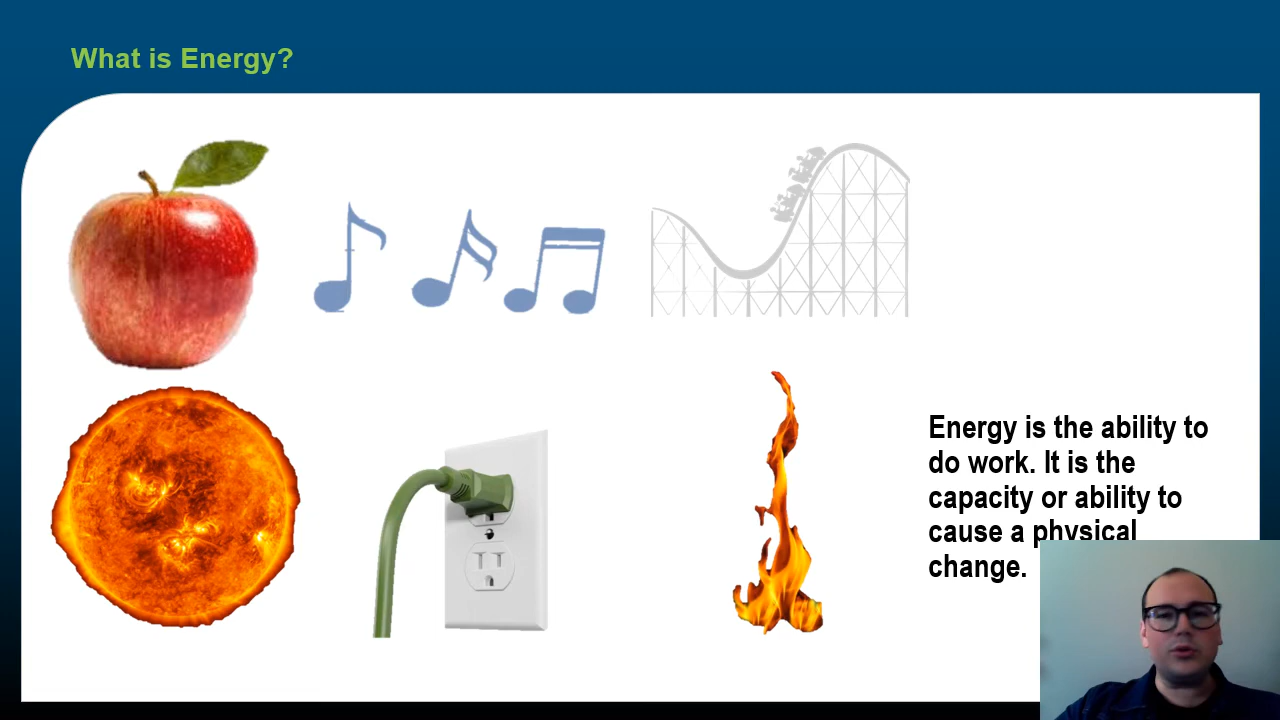 What is Energy?
Energy is the ability to
do work. It is the
capacity or ability to
cause a physical
change.